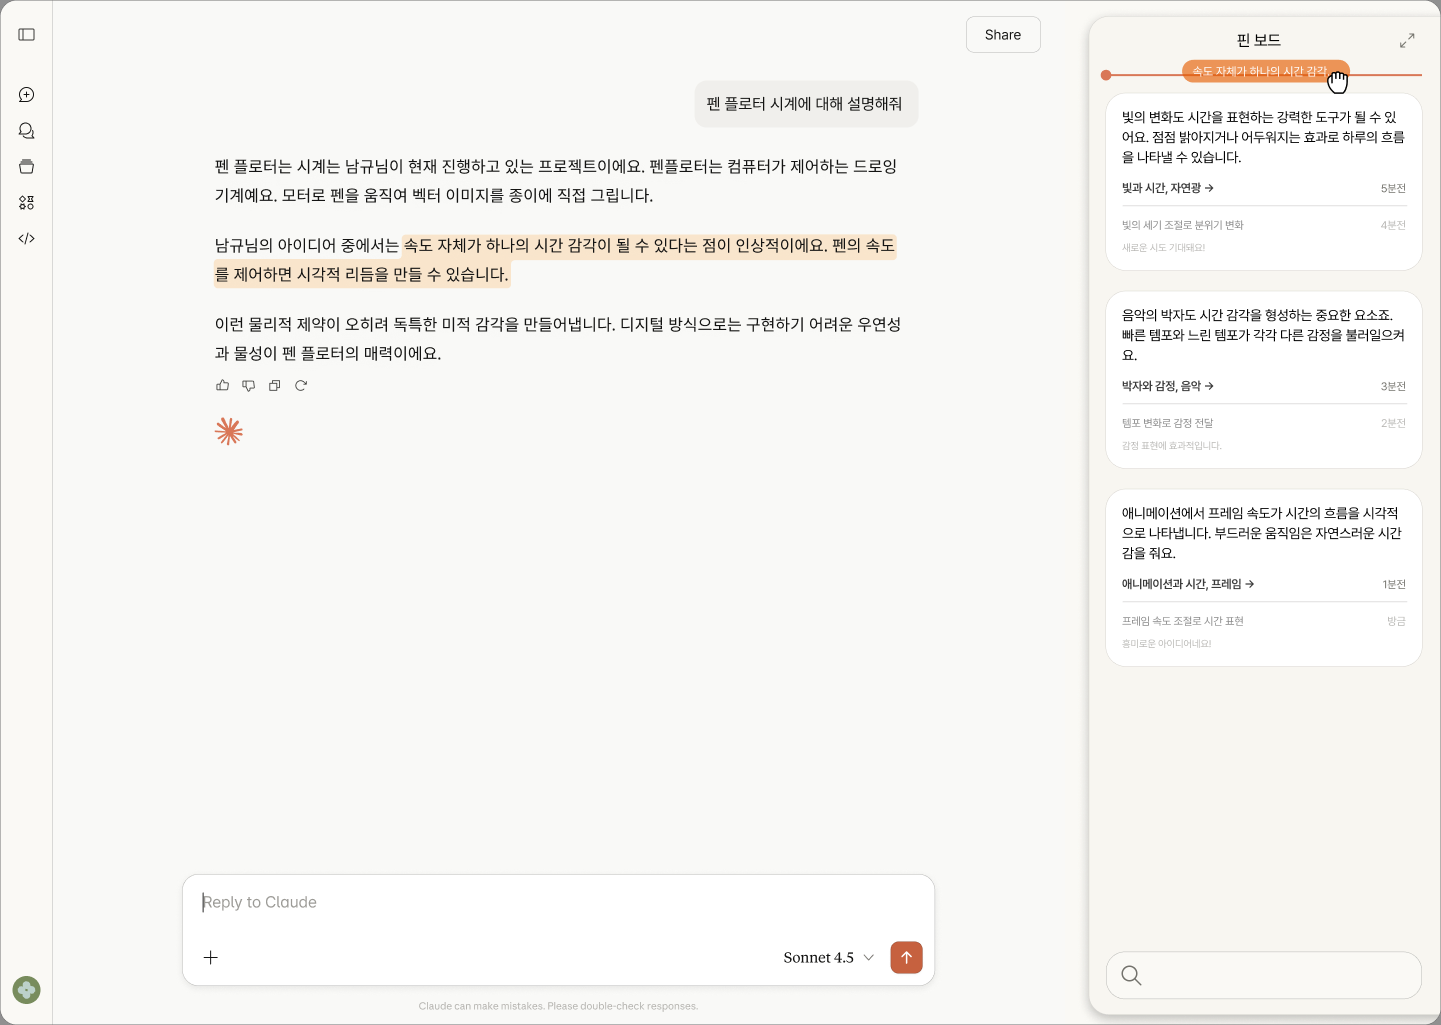 Share
펜 플로터 시계에 대해 설명해줘
펜 플로터는 시계는 남규님이 현재 진행하고 있는 프로젝트이에요. 펜플로터는 컴퓨터가 제어하는 드로잉
기계예요. 모터로 펜을 움직여 벡터 이미지를 종이에 직접 그립니다.
남규님의 아이디어 중에서는 속도 자체가 하나의 시간 감각이 될 수 있다는 점이 인상적이에요. 펜의 속도
를 제어하면 시각적 리듬을 만들 수 있습니다.
이런 물리적 제약이 오히려 독특한 미적 감각을 만들어냅니다. 디지털 방식으로는 구현하기 어려운 우연성
과 물성이 펜 플로터의 매력이에요.
Reply to Claude
Sonnet 4.5
Claude can make mistakes. Please double-check responses.
핀 보드
속도 자체가 하나의 시간 감각
빛의 변화도 시간을 표현하는 강력한 도구가 될 수 있
어요. 점점 밝아지거나 어두워지는 효과로 하루의 흐름
을 나타낼 수 있습니다.
빛과 시간, 자연광 →
5분전
빛의 세기 조절로 분위기 변화
4분전
새로운 시도 기대돼요!
음악의 박자도 시간 감각을 형성하는 중요한 요소죠.
빠른 템포와 느린 템포가 각각 다른 감정을 불러일으켜
요.
박자와 감정, 음악 →
3분전
템포 변화로 감정 전달
2분전
감정 표현에 효과적입니다.
애니메이션에서 프레임 속도가 시간의 흐름을 시각적
으로 나타냅니다. 부드러운 움직임은 자연스러운 시간
감을 줘요.
애니메이션과 시간, 프레임 →
1분전
프레임 속도 조절로 시간 표현
방금
흥미로운 아이디어네요!